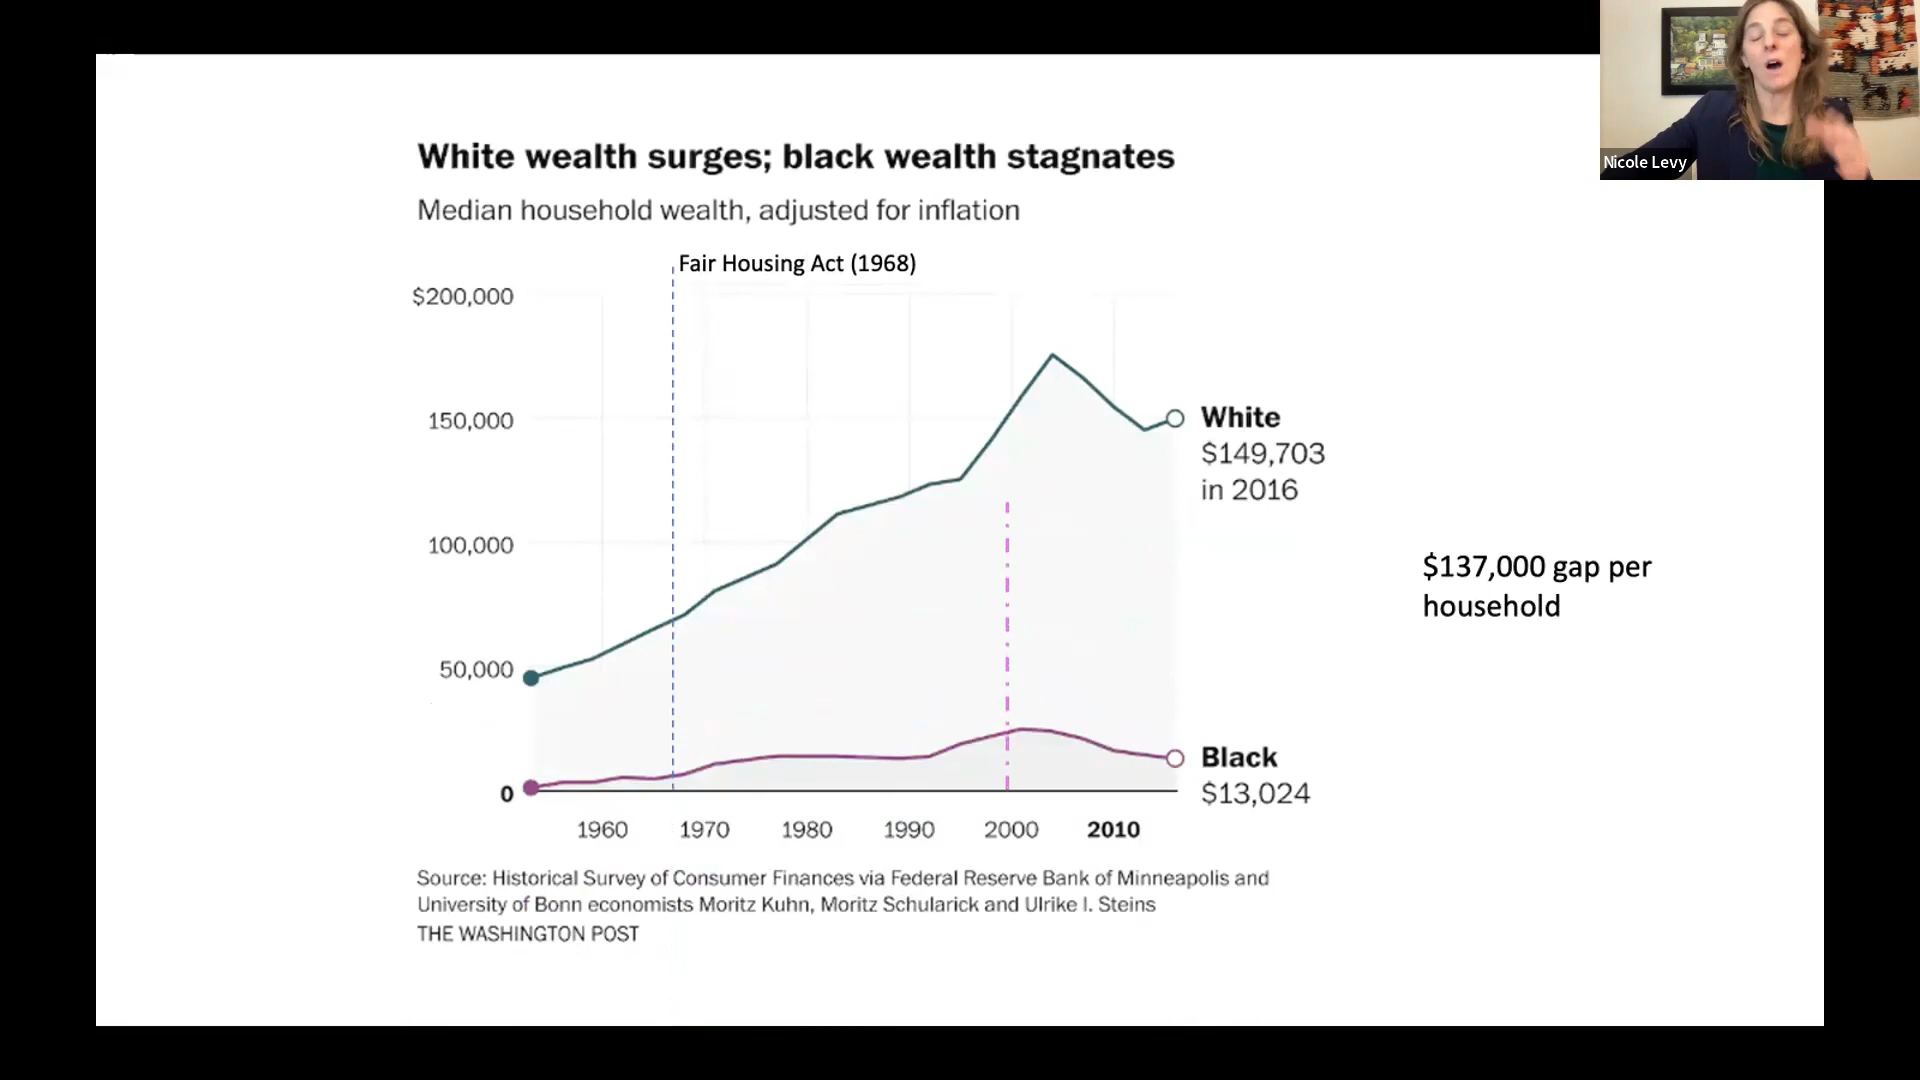 Nicole Levy
White wealth surges; black wealth stagnates
Median household wealth, adjusted for inflation
Fair Housing Act (1968)
$200,000
150,000
100,000
50,000
0
White
$149,703
in 2016
$137,000 gap per
household
Black
$13,024
1960 1970 1980 1990 2000 2010
Source: Historical Survey of Consumer Finances via Federal Reserve Bank of Minneapolis and
University of Bonn economists Moritz Kuhn, Moritz Schularick and Ulrike I. Steins
THE WASHINGTON POST